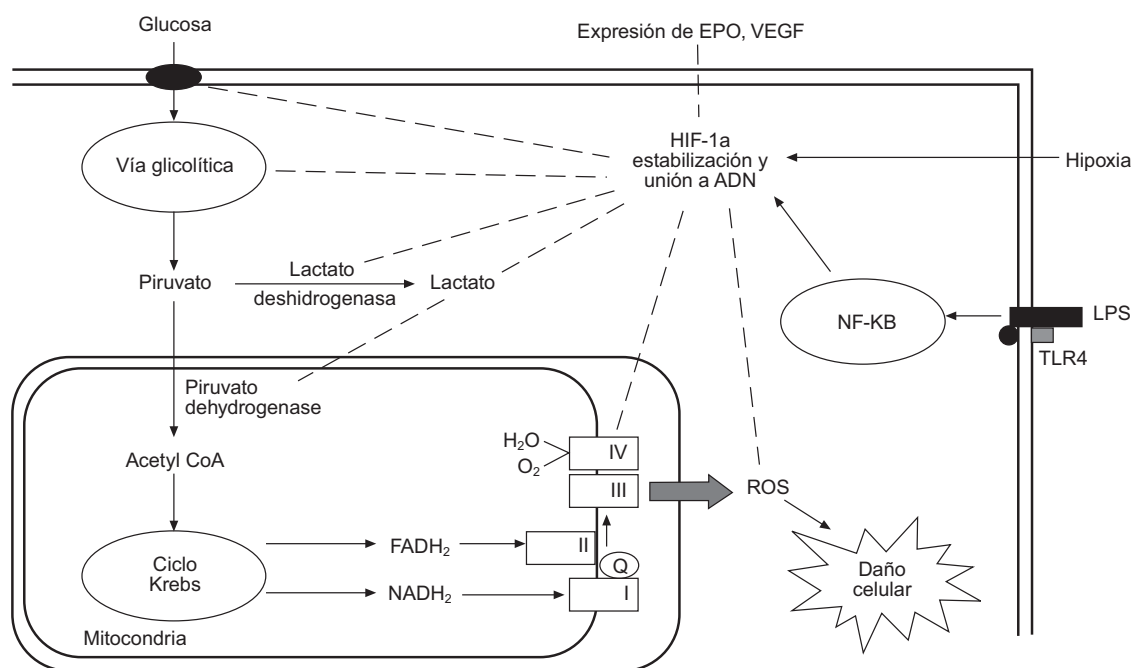 Glucosa
Expresión de EPO, VEGF
HIF-1a
estabilización y
unión a ADN
Hipoxia
Vía glicolítica
Piruvato
Lactato
deshidrogenasa
Lactato
NF-KB
LPS
TLR4
Piruvato
dehydrogenase
Acetyl CoA
H₂O
O₂
IV
III
ROS
II
Q
I
FADH₂
NADH₂
Ciclo
Krebs
Daño
celular
Mitocondria